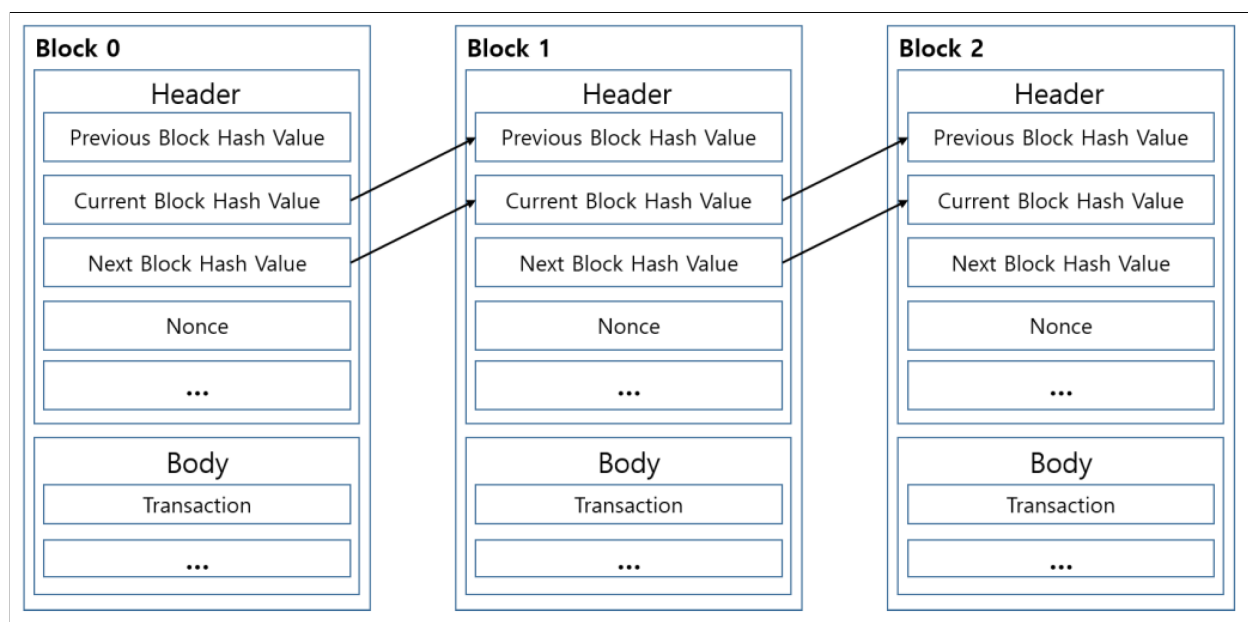 Block 0
Header
Previous Block Hash Value
Current Block Hash Value
Next Block Hash Value
Nonce
...
Body
Transaction
...
Block 1
Header
Previous Block Hash Value
Current Block Hash Value
Next Block Hash Value
Nonce
...
Body
Transaction
...
Block 2
Header
Previous Block Hash Value
Current Block Hash Value
Next Block Hash Value
Nonce
...
Body
Transaction
...